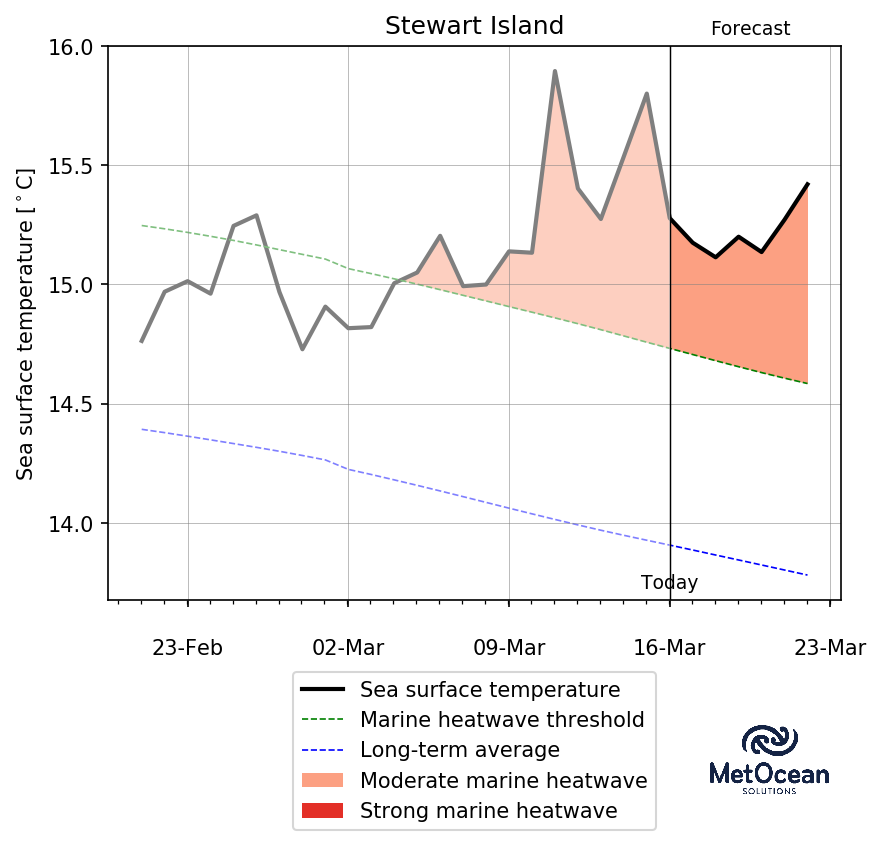 Stewart Island
Forecast
Sea surface temperature [°C]
16.0
15.5
15.0
14.5
14.0
Today
23-Feb 02-Mar 09-Mar 16-Mar 23-Mar
Sea surface temperature
Marine heatwave threshold
Long-term average
Moderate marine heatwave
Strong marine heatwave
MetOcean
SOLUTIONS